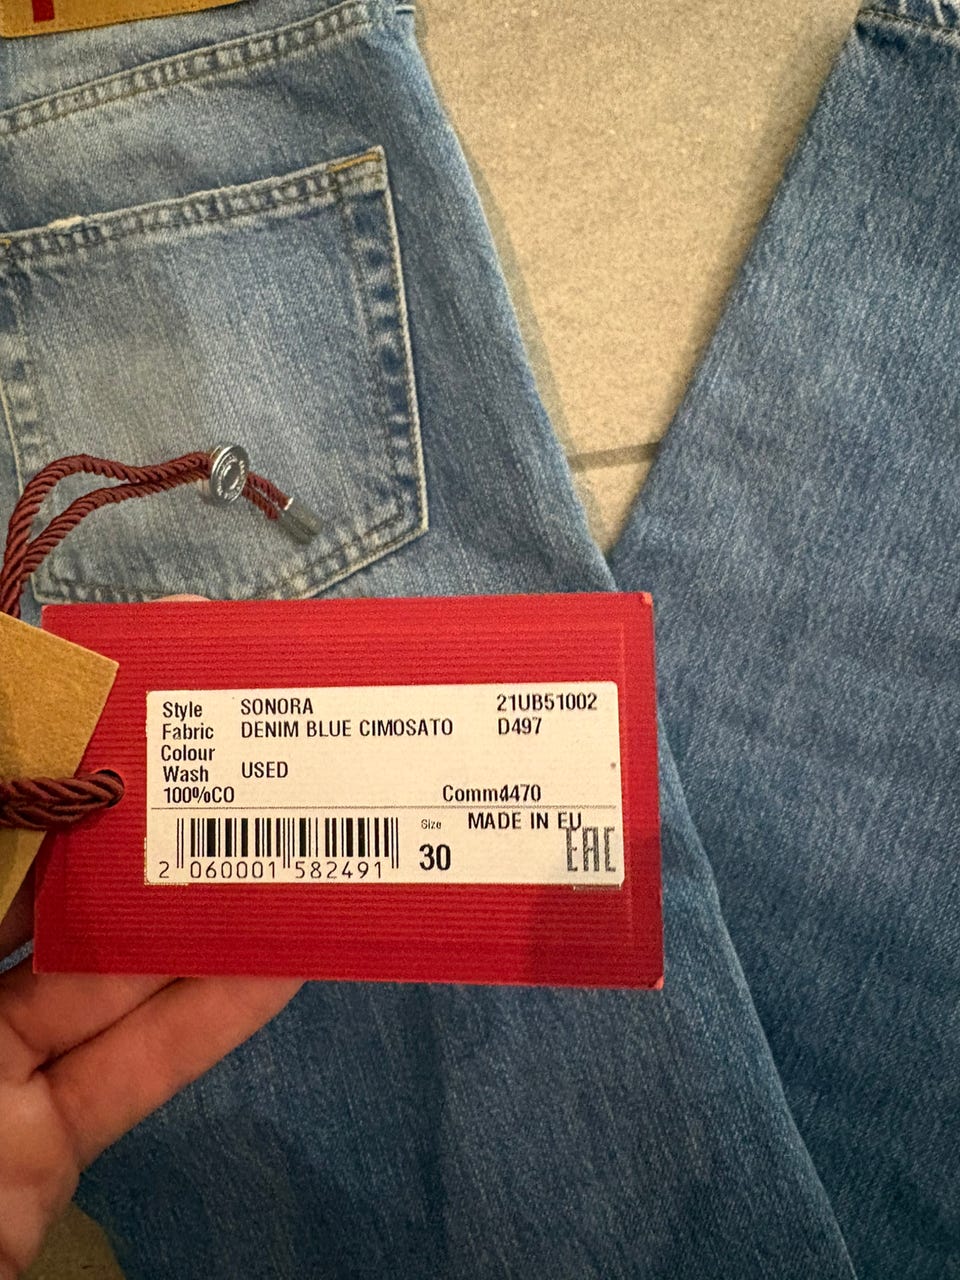 Style SONORA 21UB51002
Fabric DENIM BLUE CIMOSATO D497
Colour
Wash USED
100%CO Comm4470
Size MADE IN EU
30 EAC
2 060001 582491